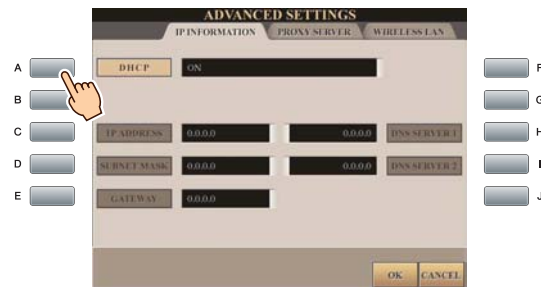 ADVANCED SETTINGS
IP INFORMATION PROXY SERVER WIRELESS LAN
A DHCP ON F
B G
C IP ADDRESS 0.0.0.0 0.0.0.0 DNS SERVER 1 H
D SUBNET MASK 0.0.0.0 0.0.0.0 DNS SERVER 2 I
E GATEWAY 0.0.0.0 J
OK CANCEL